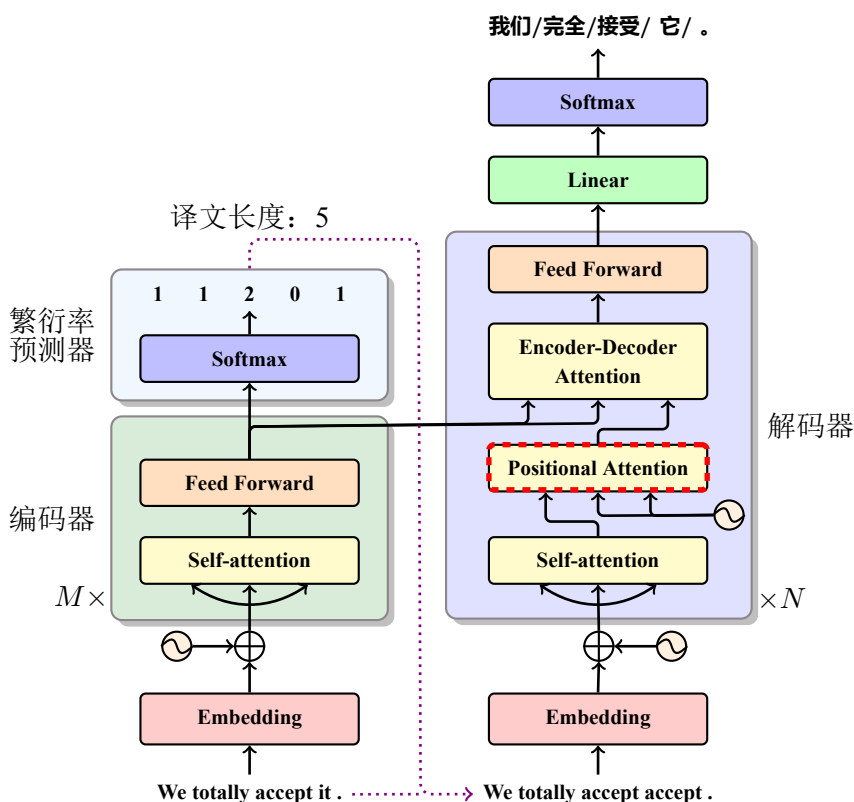 我们/完全/接受/ 它/ 。
Softmax
Linear
译文长度：5
Feed Forward
1 1 2 0 1
繁衍率
预测器
Softmax
Encoder-Decoder
Attention
解码器
Feed Forward
Positional Attention
编码器
Self-attention
Self-attention
M×
×N
Embedding
Embedding
We totally accept it .
We totally accept accept .